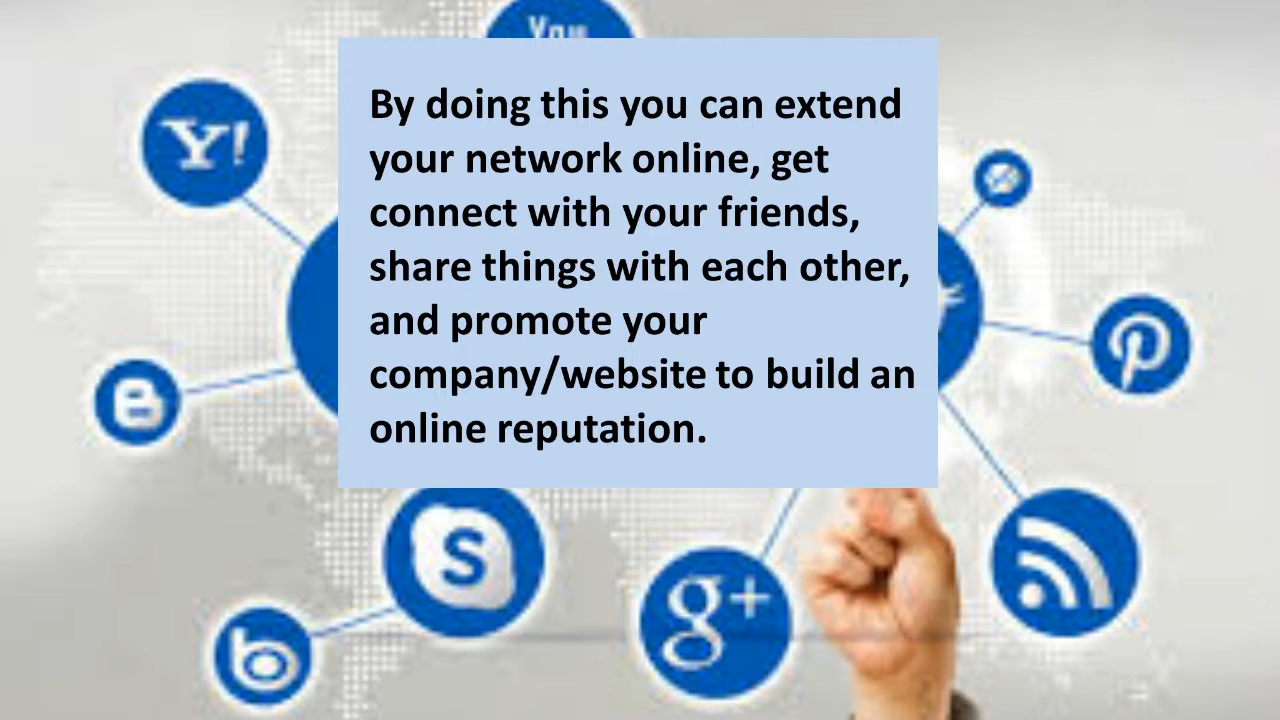 You
By doing this you can extend
your network online, get
connect with your friends,
share things with each other,
and promote your
company/website to build an
online reputation.
Y!
B
S
g+
b